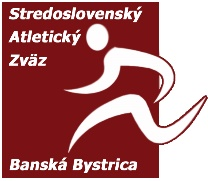 Stredoslovenský
Atletický
Zväz
Banská Bystrica